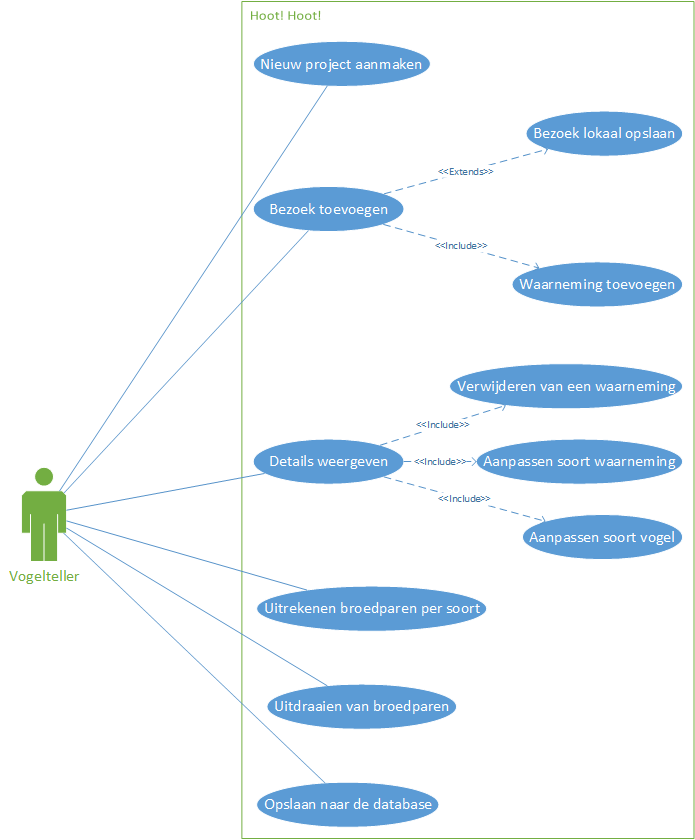 Hoot! Hoot!
Nieuw project aanmaken
Bezoek lokaal opslaan
<<Extends>>
Bezoek toevoegen
<<Include>>
Waarneming toevoegen
Verwijderen van een waarneming
<<Include>>
Details weergeven
<<Include>>
Aanpassen soort waarneming
<<Include>>
Aanpassen soort vogel
Vogelteller
Uitrekenen broedparen per soort
Uitdraaien van broedparen
Opslaan naar de database